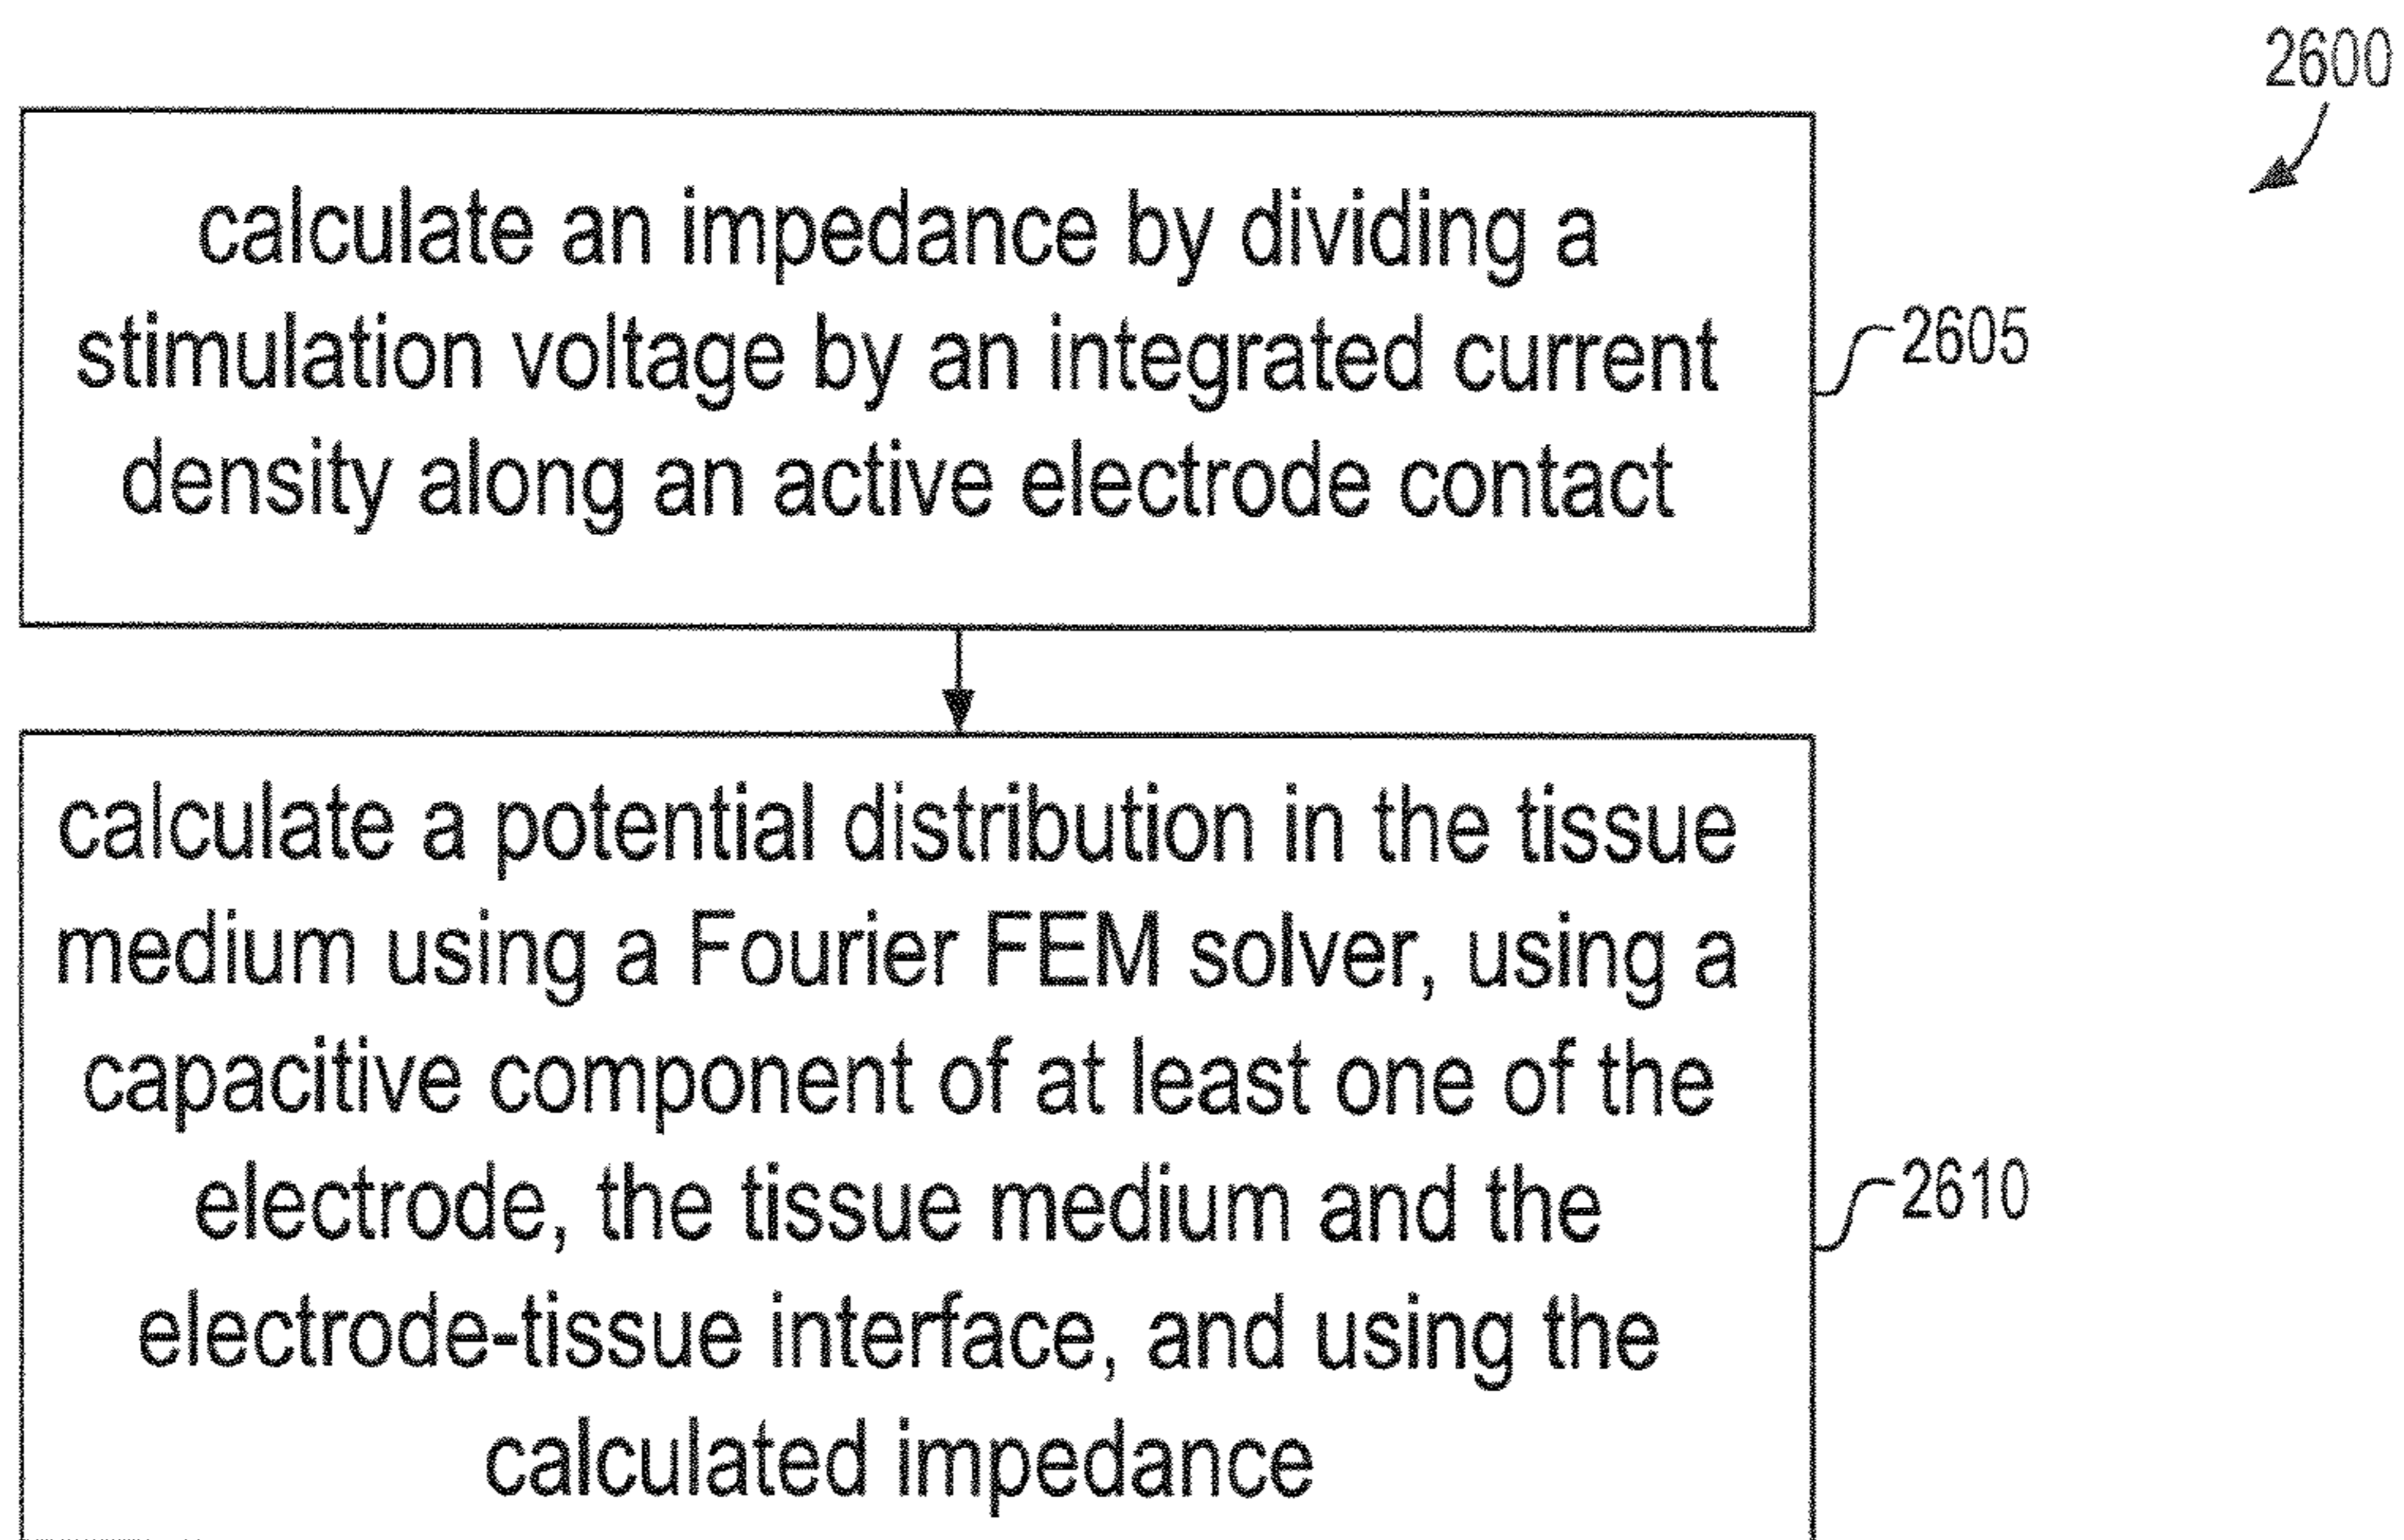 2600
calculate an impedance by dividing a
stimulation voltage by an integrated current
density along an active electrode contact
2605
calculate a potential distribution in the tissue
medium using a Fourier FEM solver, using a
capacitive component of at least one of the
electrode, the tissue medium and the
electrode-tissue interface, and using the
calculated impedance
2610